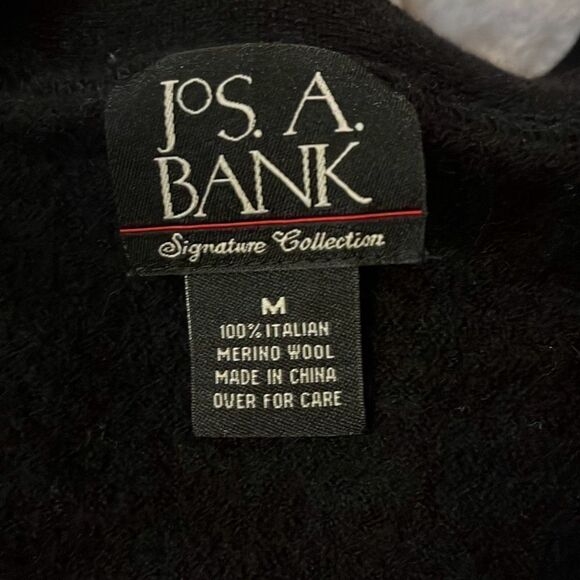 JoS. A.
BANK
Signature Collection
M
100% ITALIAN
MERINO WOOL
MADE IN CHINA
OVER FOR CARE